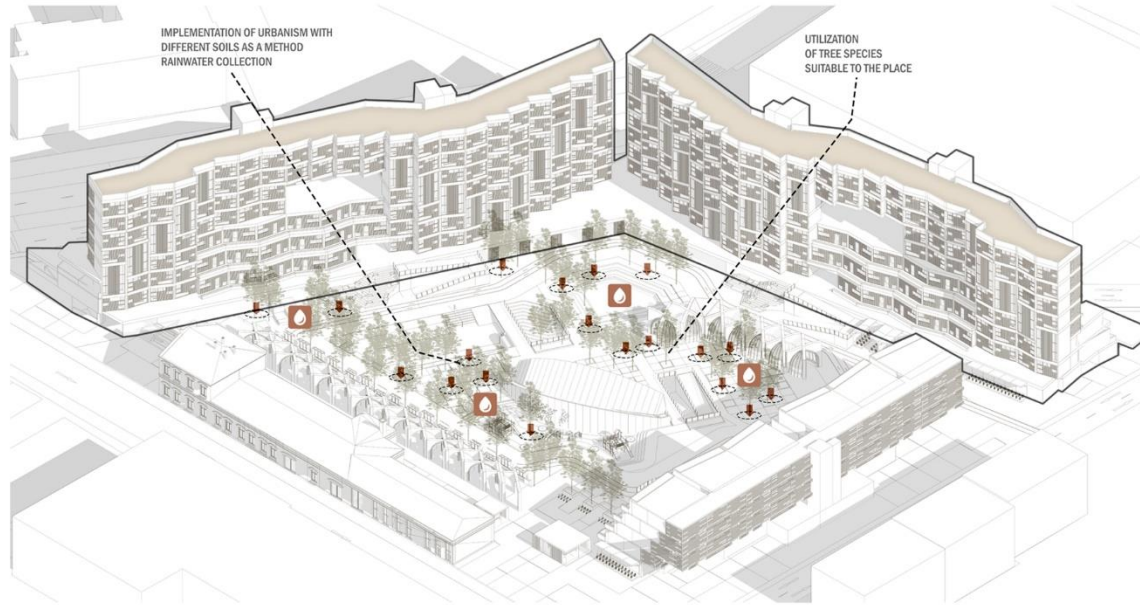 IMPLEMENTATION OF URBANISM WITH
DIFFERENT SOILS AS A METHOD
RAINWATER COLLECTION
UTILIZATION
OF TREE SPECIES
SUITABLE TO THE PLACE